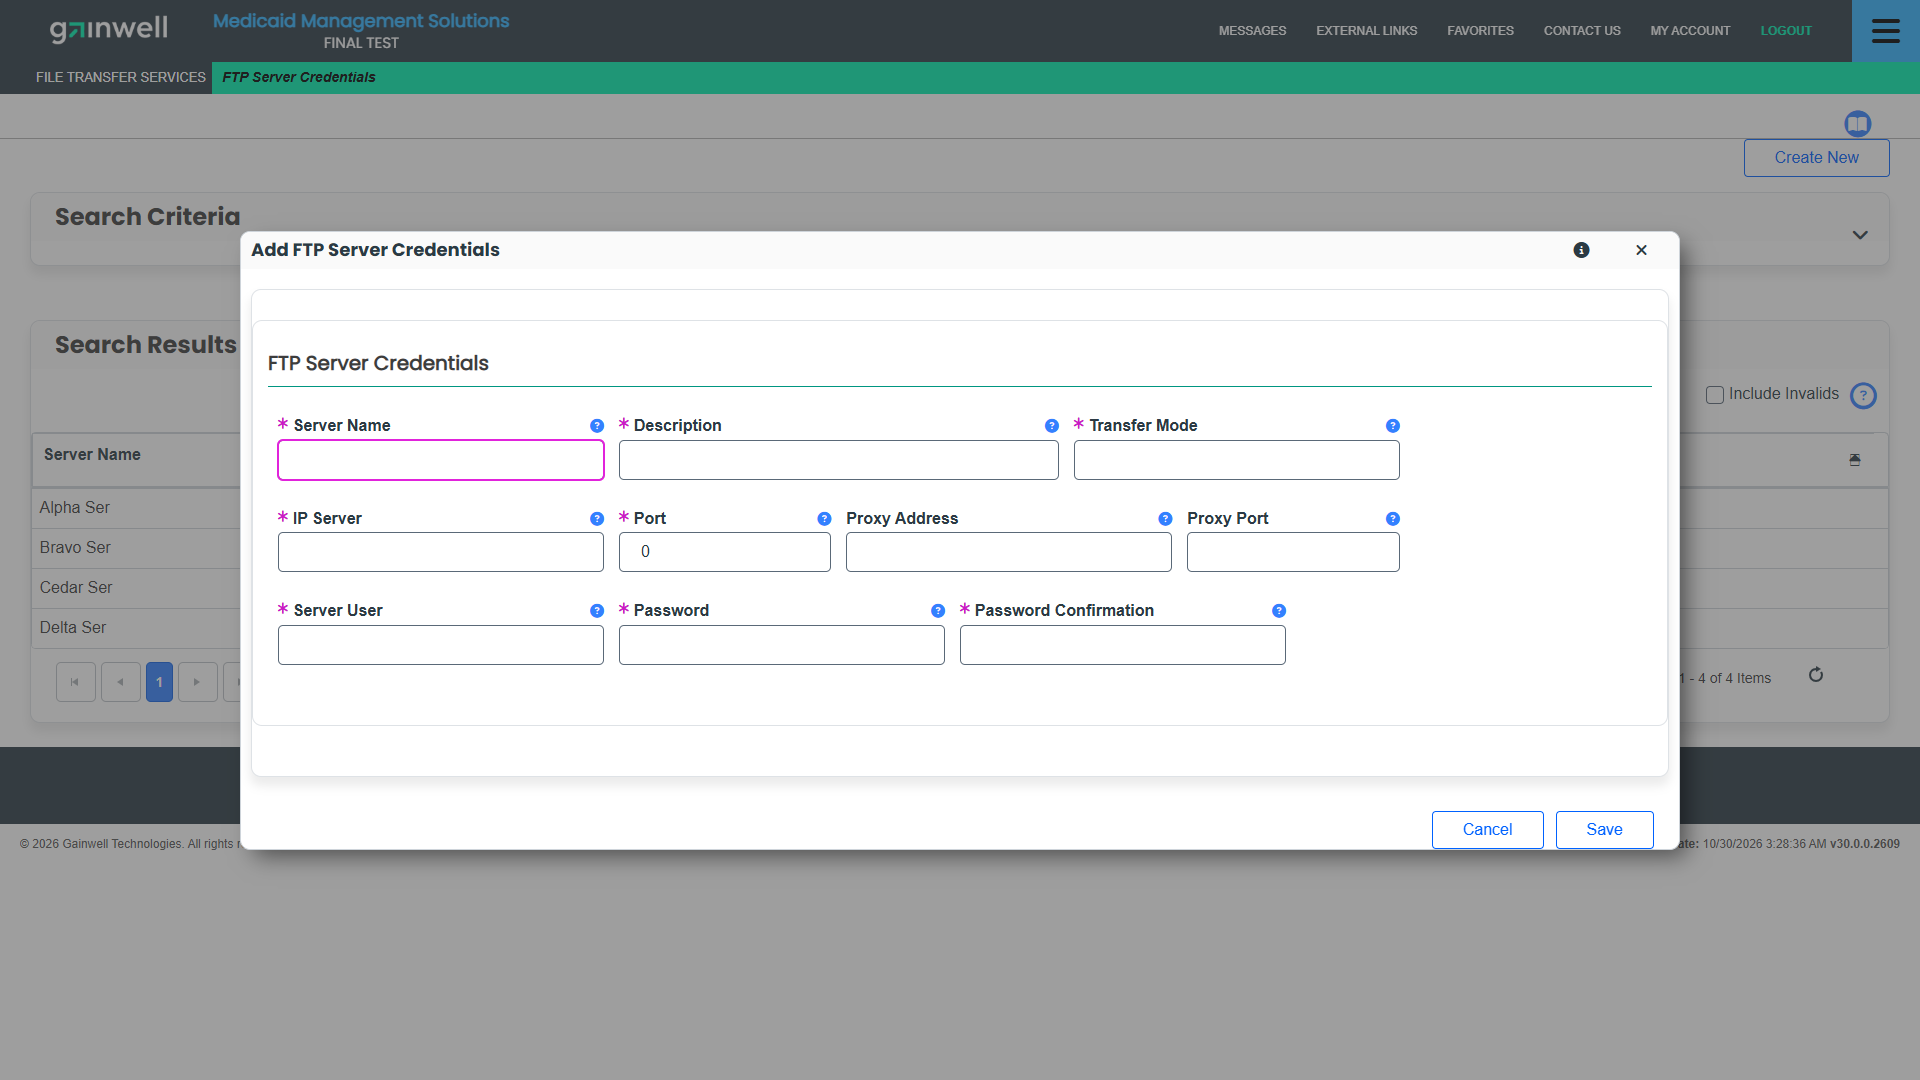 gainwell
Medicaid Management Solutions
FINAL TEST
MESSAGES
EXTERNAL LINKS
FAVORITES
CONTACT US
MY ACCOUNT
LOGOUT
FILE TRANSFER SERVICES
FTP Server Credentials
Create New
Search Criteria
Add FTP Server Credentials
Search Results
FTP Server Credentials
Include Invalids
* Server Name
* Description
* Transfer Mode
Server Name
Alpha Ser
* IP Server
* Port
Proxy Address
Proxy Port
0
Bravo Ser
Cedar Ser
* Server User
* Password
* Password Confirmation
Delta Ser
1
1 - 4 of 4 Items
Cancel
Save
© 2026 Gainwell Technologies. All rights
10/30/2026 3:28:36 AM v30.0.0.2609